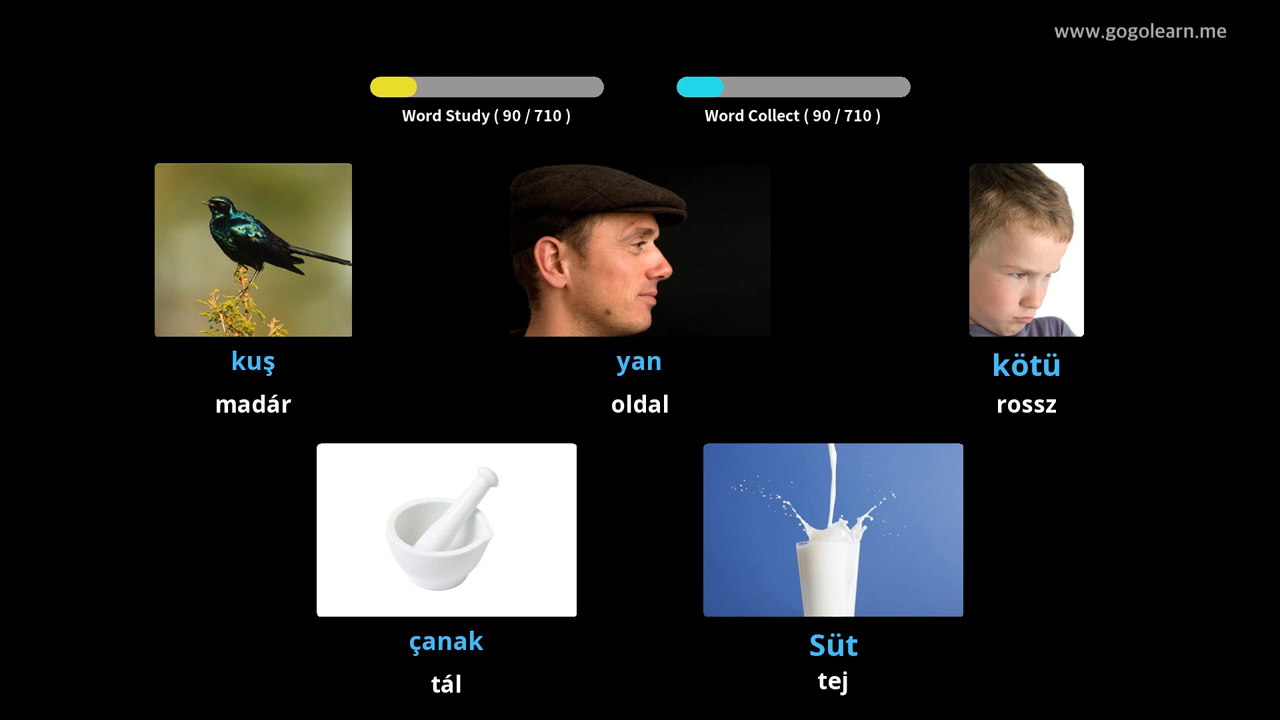 www.gogolearn.me
Word Study ( 90 / 710 )
Word Collect ( 90 / 710 )
kuş
madár
yan
oldal
kötü
rossz
çanak
tál
Süt
tej